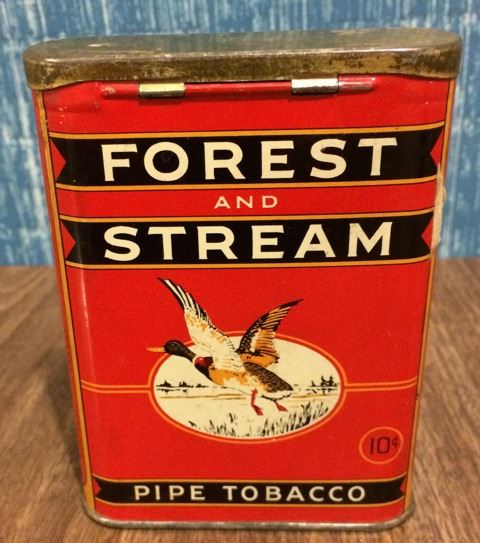 FOREST
AND
STREAM
10¢
PIPE TOBACCO